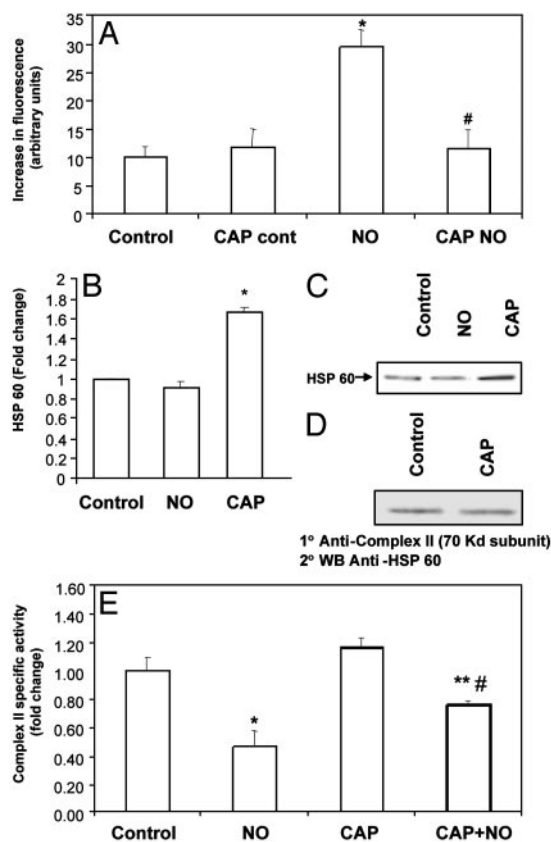 A
Increase in fluorescence
(arbitrary units)
35
30
25
20
15
10
5
0
*
#
Control CAP cont NO CAP NO
B
HSP 60 (Fold change)
2
1.8
1.6
1.4
1.2
1
0.8
0.6
0.4
0.2
0
*
Control NO CAP
C
Control NO CAP
HSP 60
D
Control CAP
1º Anti-Complex II (70 Kd subunit)
2º WB Anti -HSP 60
E
Complex II specific activity
(fold change)
1.60
1.40
1.20
1.00
0.80
0.60
0.40
0.20
0.00
*
** #
Control NO CAP CAP+NO